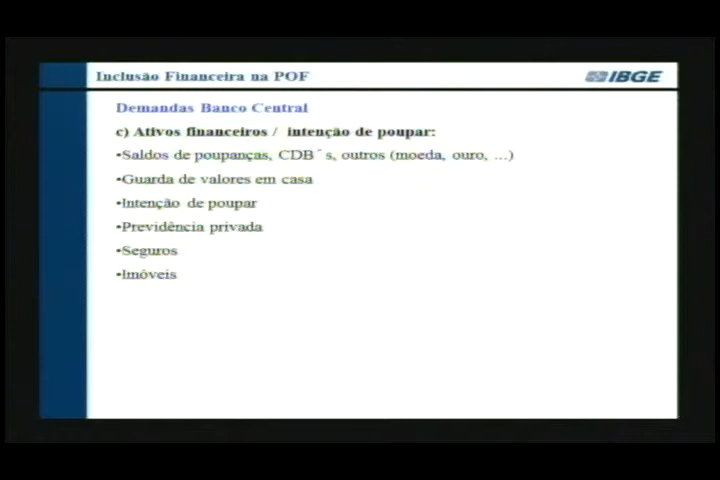 Inclusão Financeira na POF
IBGE
Demandas Banco Central
c) Ativos financeiros / intenção de poupar:
•Saldos de poupanças, CDB´s, outros (moeda, ouro, ...)
•Guarda de valores em casa
•Intenção de poupar
•Previdência privada
•Seguros
•Imóveis